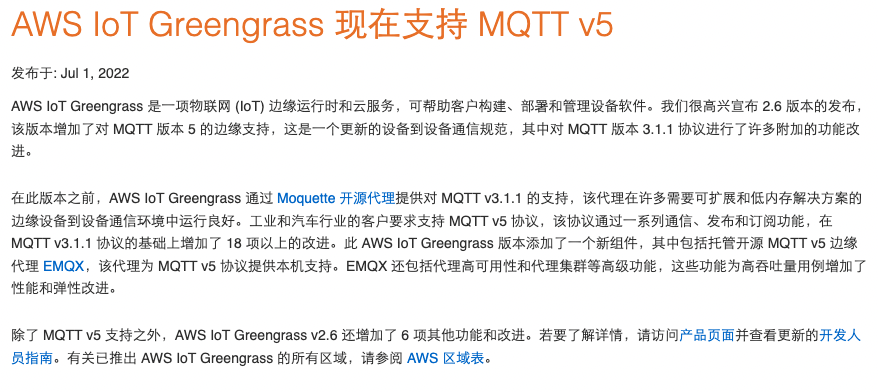 AWS IoT Greengrass 现在支持 MQTT v5
发布于: Jul 1, 2022
AWS IoT Greengrass 是一项物联网 (IoT) 边缘运行时和云服务，可帮助客户构建、部署和管理设备软件。我们很高兴宣布 2.6 版本的发布，
该版本增加了对 MQTT 版本 5 的边缘支持，这是一个更新的设备到设备通信规范，其中对 MQTT 版本 3.1.1 协议进行了许多附加的功能改
进。
在此版本之前，AWS IoT Greengrass 通过 Moquette 开源代理提供对 MQTT v3.1.1 的支持，该代理在许多需要可扩展和低内存解决方案的
边缘设备到设备通信环境中运行良好。工业和汽车行业的客户要求支持 MQTT v5 协议，该协议通过一系列通信、发布和订阅功能，在
MQTT v3.1.1 协议的基础上增加了 18 项以上的改进。此 AWS IoT Greengrass 版本添加了一个新组件，其中包括托管开源 MQTT v5 边缘
代理 EMQX，该代理为 MQTT v5 协议提供本机支持。EMQX 还包括代理高可用性和代理集群等高级功能，这些功能为高吞吐量用例增加了
性能和弹性改进。
除了 MQTT v5 支持之外，AWS IoT Greengrass v2.6 还增加了 6 项其他功能和改进。若要了解详情，请访问产品页面并查看更新的开发人
员指南。有关已推出 AWS IoT Greengrass 的所有区域，请参阅 AWS 区域表。